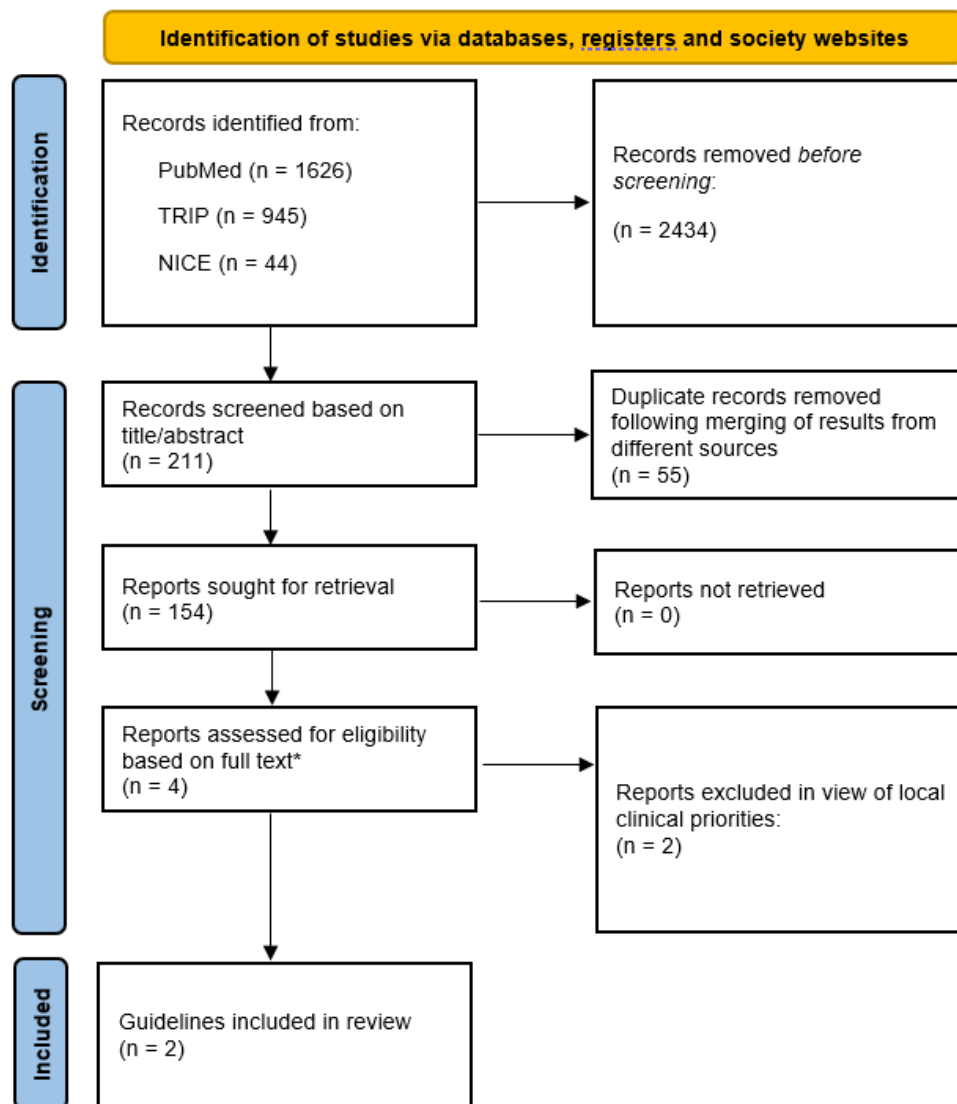 Identification of studies via databases, registers and society websites
Identification
Records identified from:
PubMed (n = 1626)
TRIP (n = 945)
NICE (n = 44)
Records removed before
screening:
(n = 2434)
Screening
Records screened based on
title/abstract
(n = 211)
Duplicate records removed
following merging of results from
different sources
(n = 55)
Reports sought for retrieval
(n = 154)
Reports not retrieved
(n = 0)
Reports assessed for eligibility
based on full text*
(n = 4)
Reports excluded in view of local
clinical priorities:
(n = 2)
Included
Guidelines included in review
(n = 2)